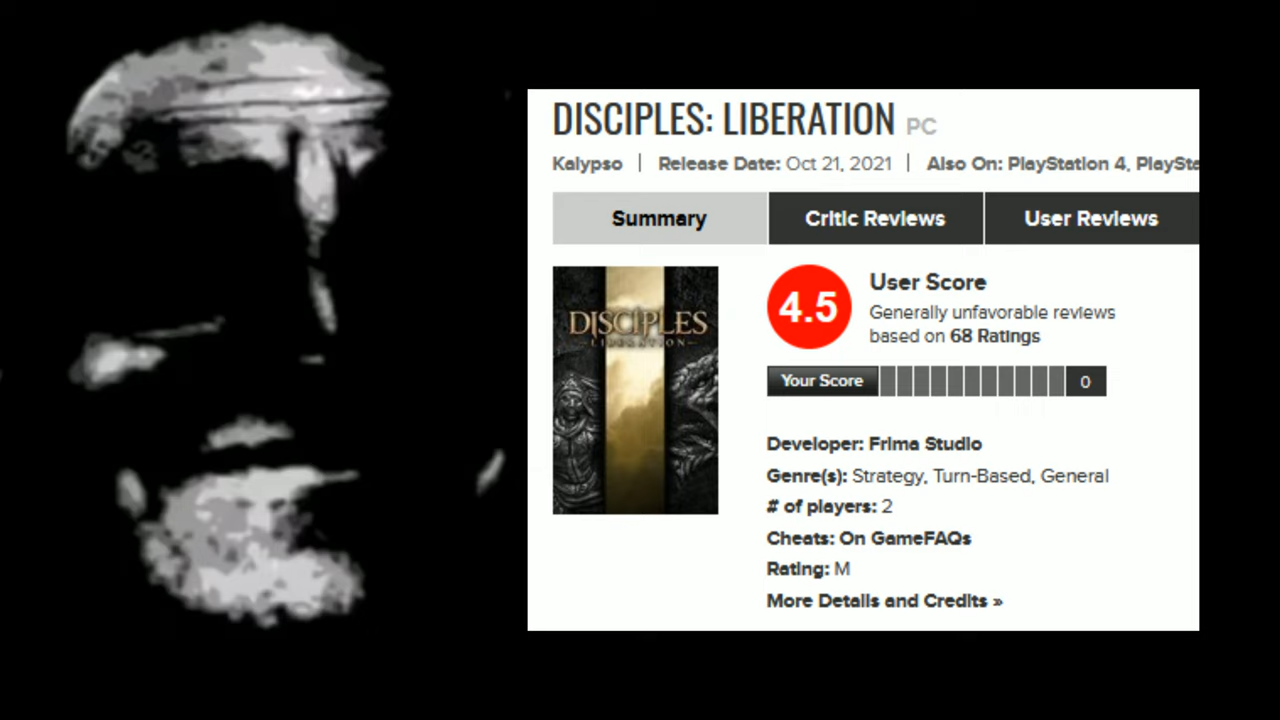 DISCIPLES: LIBERATION PC
Kalypso | Release Date: Oct 21, 2021 | Also On: PlayStation 4, PlaySta
Summary
Critic Reviews
User Reviews
DISCIPLES
LIBERATION
4.5
User Score
Generally unfavorable reviews
based on 68 Ratings
Your Score
0
Developer: Frima Studio
Genre(s): Strategy, Turn-Based, General
# of players: 2
Cheats: On GameFAQs
Rating: M
More Details and Credits »